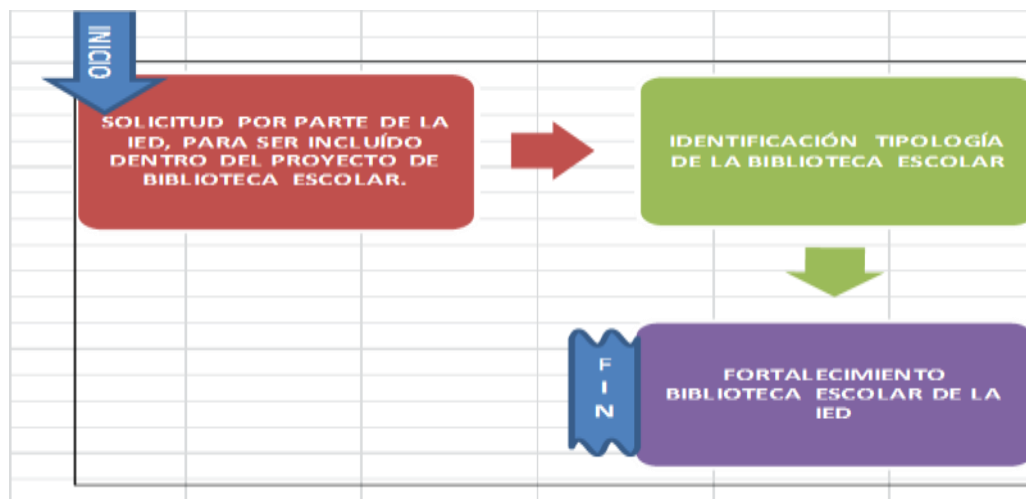 INICIO
SOLICITUD POR PARTE DE LA
IED, PARA SER INCLUÍDO
DENTRO DEL PROYECTO DE
BIBLIOTECA ESCOLAR.
IDENTIFICACIÓN TIPOLOGÍA
DE LA BIBLIOTECA ESCOLAR
FIN
FORTALECIMIENTO
BIBLIOTECA ESCOLAR DE LA
IED